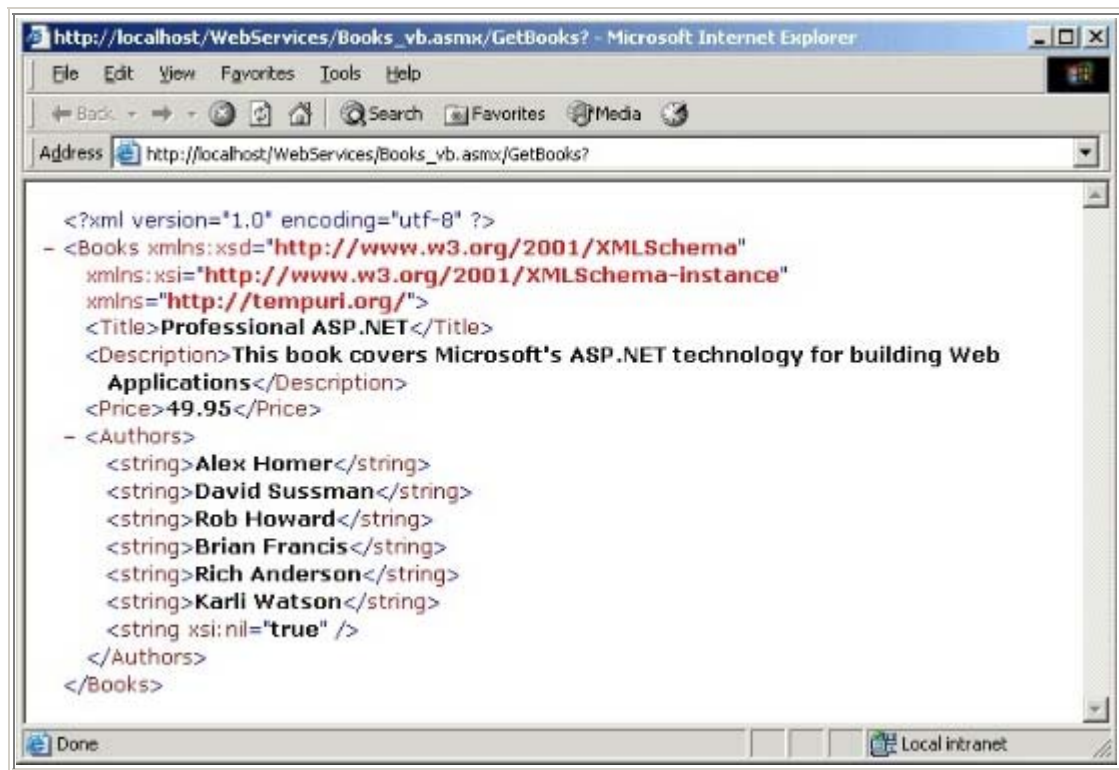 http://localhost/WebServices/Books_vb.asmx/GetBooks? - Microsoft Internet Explorer
File Edit View Favorites Tools Help
Back Search Favorites Media
Address http://localhost/WebServices/Books_vb.asmx/GetBooks?
<?xml version="1.0" encoding="utf-8" ?>
- <Books xmlns:xsd="http://www.w3.org/2001/XMLSchema"
xmlns:xsi="http://www.w3.org/2001/XMLSchema-instance"
xmlns="http://tempuri.org/">
<Title>Professional ASP.NET</Title>
<Description>This book covers Microsoft's ASP.NET technology for building Web
Applications</Description>
<Price>49.95</Price>
- <Authors>
<string>Alex Homer</string>
<string>David Sussman</string>
<string>Rob Howard</string>
<string>Brian Francis</string>
<string>Rich Anderson</string>
<string>Karli Watson</string>
<string xsi:nil="true" />
</Authors>
</Books>
Done Local intranet